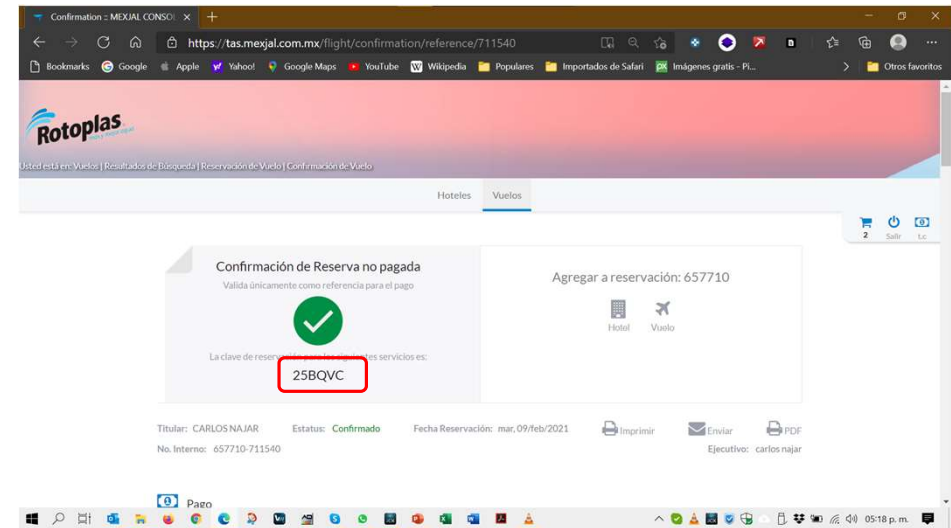 Confirmation :: MEXJAL CONSOL
https://tas.mexjal.com.mx/flight/confirmation/reference/711540
Bookmarks Google Apple Yahoo! Google Maps YouTube Wikipedia Populares Importados de Safari Imágenes gratis - Pi... Otros favoritos
Rotoplas
Usted está en: Vuelos | Resultados de Búsqueda | Reservación de Vuelo | Confirmación de Vuelo
Hoteles Vuelos
2 Salir t.c
Confirmación de Reserva no pagada
Valida únicamente como referencia para el pago
Agregar a reservación: 657710
Hotel Vuelo
La clave de reservación para los siguientes servicios es:
25BQVC
Titular: CARLOS NAJAR Estatus: Confirmado Fecha Reservación: mar, 09/feb/2021 Imprimir Enviar PDF
No. Interno: 657710-711540 Ejecutivo: carlos najar
Pago
05:18 p. m.